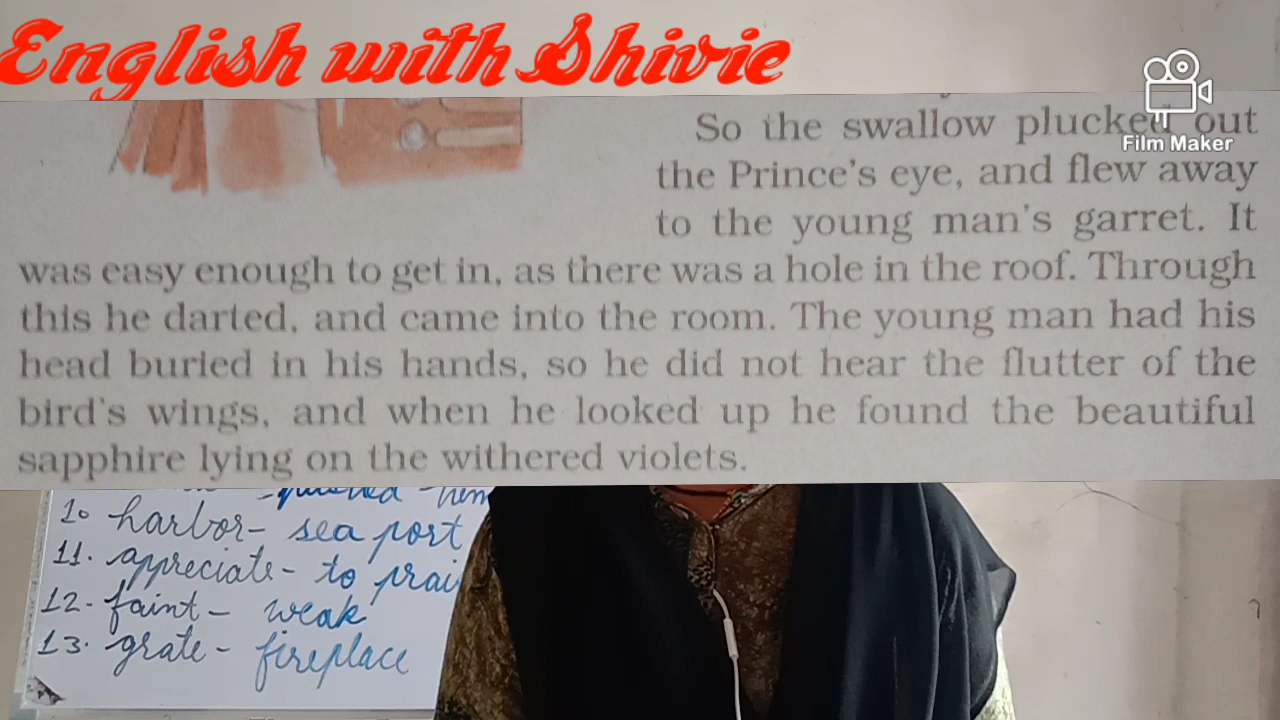 English with Shivie
So the swallow plucked out
Film Maker
the Prince's eye, and flew away
to the young man's garret. It
was easy enough to get in, as there was a hole in the roof. Through
this he darted, and came into the room. The young man had his
head buried in his hands, so he did not hear the flutter of the
bird's wings, and when he looked up he found the beautiful
sapphire lying on the withered violets.
10 harbor - sea port
11. appreciate - to
12. faint - weak
13. grate - fireplace